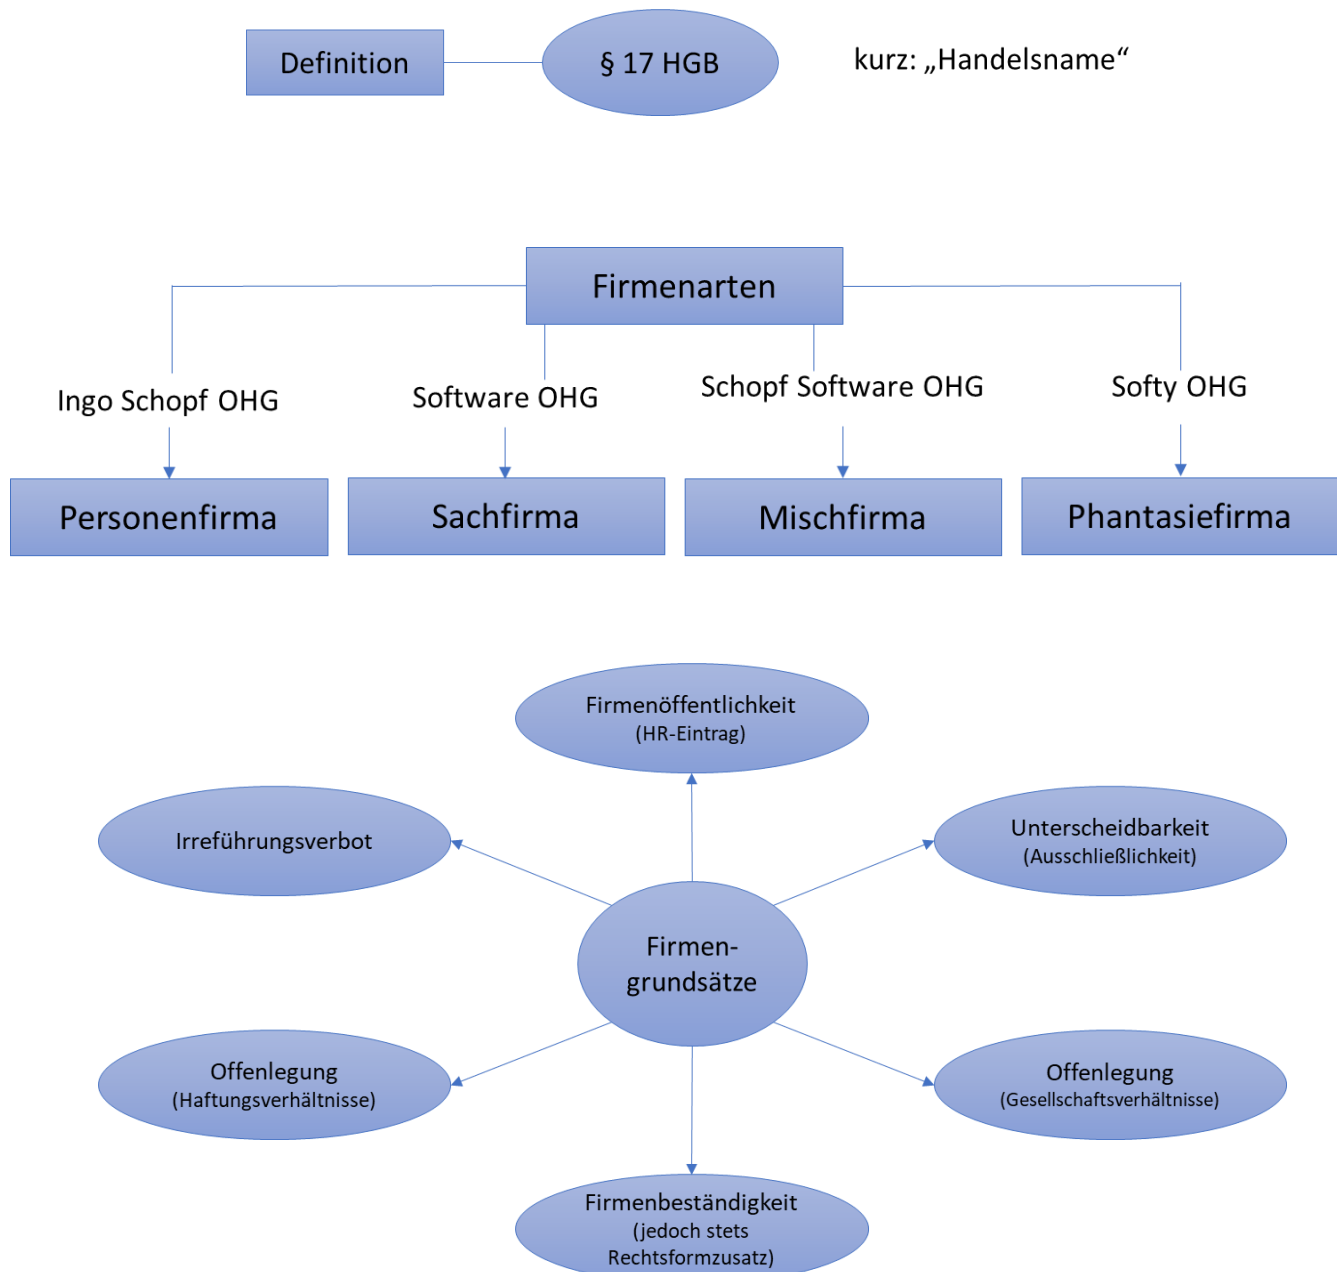 Definition
§ 17 HGB
kurz: „Handelsname“
Firmenarten
Ingo Schopf OHG
Software OHG
Schopf Software OHG
Softy OHG
Personenfirma
Sachfirma
Mischfirma
Phantasiefirma
Firmenöffentlichkeit
(HR-Eintrag)
Irreführungsverbot
Unterscheidbarkeit
(Ausschließlichkeit)
Firmen-
grundsätze
Offenlegung
(Haftungsverhältnisse)
Offenlegung
(Gesellschaftsverhältnisse)
Firmenbeständigkeit
(jedoch stets
Rechtsformzusatz)